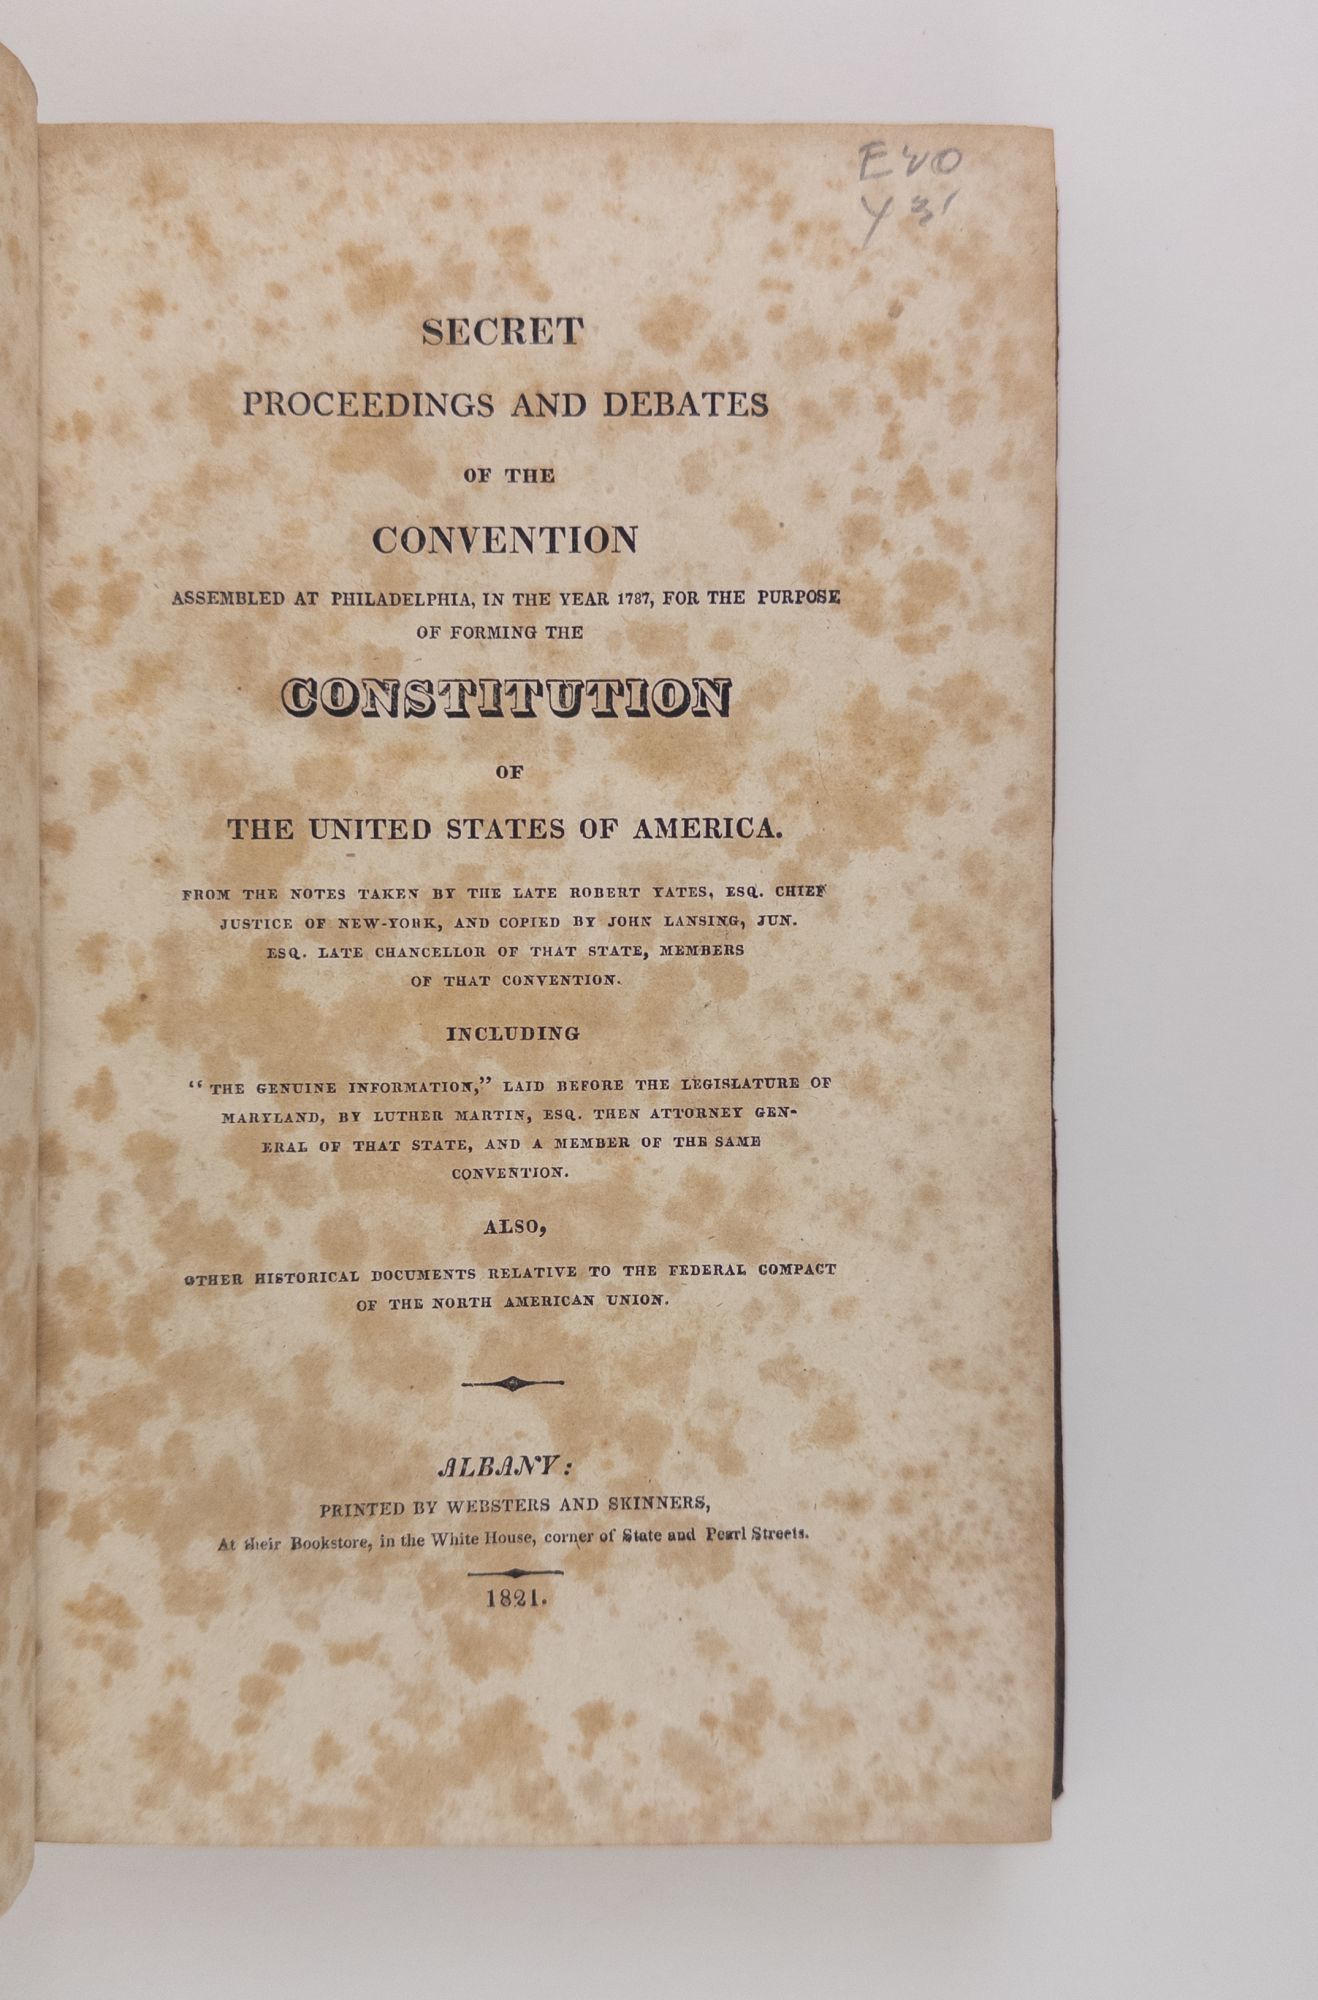 E20
Y31
SECRET
PROCEEDINGS AND DEBATES
OF THE
CONVENTION
ASSEMBLED AT PHILADELPHIA, IN THE YEAR 1787, FOR THE PURPOSE
OF FORMING THE
CONSTITUTION
OF
THE UNITED STATES OF AMERICA.
FROM THE NOTES TAKEN BY THE LATE ROBERT YATES, ESQ. CHIEF
JUSTICE OF NEW-YORK, AND COPIED BY JOHN LANSING, JUN.
ESQ. LATE CHANCELLOR OF THAT STATE, MEMBERS
OF THAT CONVENTION.
INCLUDING
“THE GENUINE INFORMATION,” LAID BEFORE THE LEGISLATURE OF
MARYLAND, BY LUTHER MARTIN, ESQ. THEN ATTORNEY GEN-
ERAL OF THAT STATE, AND A MEMBER OF THE SAME
CONVENTION.
ALSO,
OTHER HISTORICAL DOCUMENTS RELATIVE TO THE FEDERAL COMPACT
OF THE NORTH AMERICAN UNION.
ALBANY:
PRINTED BY WEBSTERS AND SKINNERS,
At their Bookstore, in the White House, corner of State and Pearl Streets.
1821.